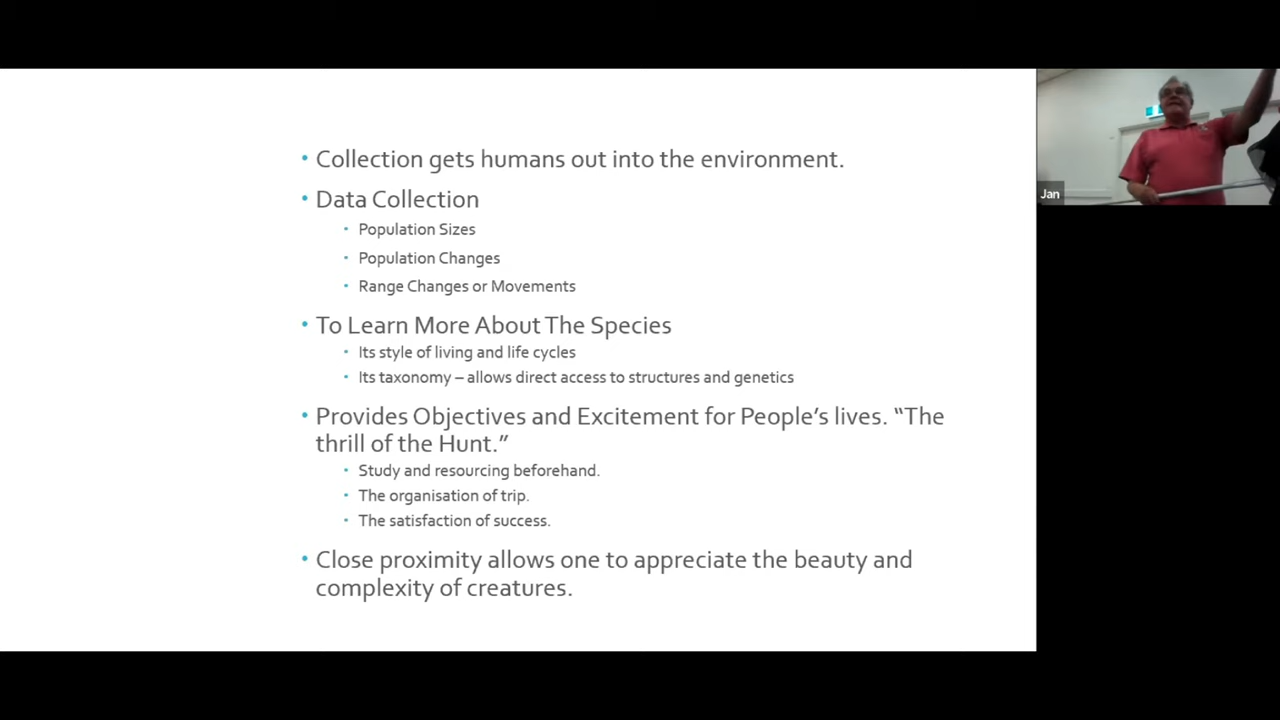 Collection gets humans out into the environment.
Data Collection
Population Sizes
Population Changes
Range Changes or Movements
To Learn More About The Species
Its style of living and life cycles
Its taxonomy – allows direct access to structures and genetics
Provides Objectives and Excitement for People's lives. “The
thrill of the Hunt.”
Study and resourcing beforehand.
The organisation of trip.
The satisfaction of success.
Close proximity allows one to appreciate the beauty and
complexity of creatures.
Jan